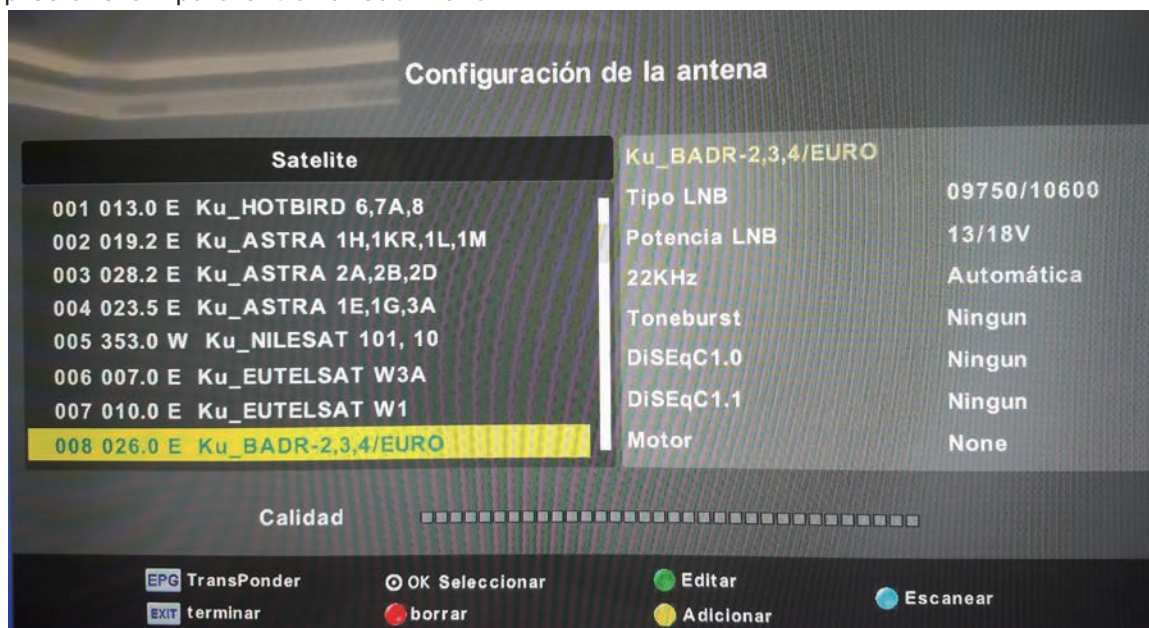 Configuración de la antena
Satelite
001 013.0 E Ku_HOTBIRD 6,7A,8
002 019.2 E Ku_ASTRA 1H,1KR,1L,1M
003 028.2 E Ku_ASTRA 2A,2B,2D
004 023.5 E Ku_ASTRA 1E,1G,3A
005 353.0 W Ku_NILESAT 101, 10
006 007.0 E Ku_EUTELSAT W3A
007 010.0 E Ku_EUTELSAT W1
008 026.0 E Ku_BADR-2,3,4/EURO
Ku_BADR-2,3,4/EURO
Tipo LNB 09750/10600
Potencia LNB 13/18V
22KHz Automática
Toneburst Ningun
DiSEqC1.0 Ningun
DiSEqC1.1 Ningun
Motor None
Calidad
EPG TransPonder OK Seleccionar Editar
EXIT terminar borrar Adicionar Escanear